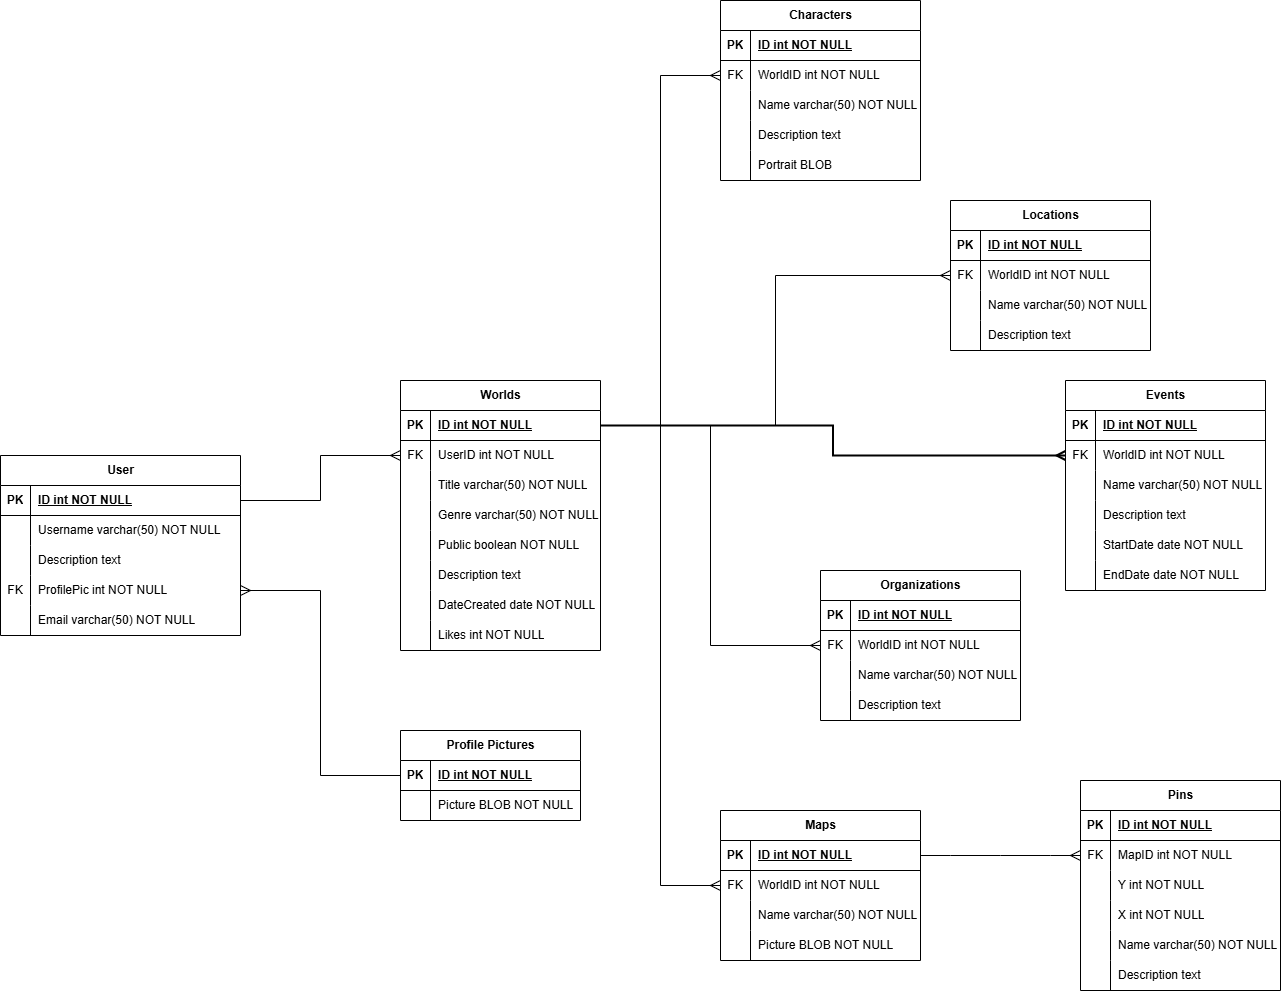 Characters
PK ID int NOT NULL
FK WorldID int NOT NULL
Name varchar(50) NOT NULL
Description text
Portrait BLOB
Locations
PK ID int NOT NULL
FK WorldID int NOT NULL
Name varchar(50) NOT NULL
Description text
Worlds
PK ID int NOT NULL
FK UserID int NOT NULL
Title varchar(50) NOT NULL
Genre varchar(50) NOT NULL
Public boolean NOT NULL
Description text
DateCreated date NOT NULL
Likes int NOT NULL
Events
PK ID int NOT NULL
FK WorldID int NOT NULL
Name varchar(50) NOT NULL
Description text
StartDate date NOT NULL
EndDate date NOT NULL
User
PK ID int NOT NULL
Username varchar(50) NOT NULL
Description text
FK ProfilePic int NOT NULL
Email varchar(50) NOT NULL
Organizations
PK ID int NOT NULL
FK WorldID int NOT NULL
Name varchar(50) NOT NULL
Description text
Profile Pictures
PK ID int NOT NULL
Picture BLOB NOT NULL
Maps
PK ID int NOT NULL
FK WorldID int NOT NULL
Name varchar(50) NOT NULL
Picture BLOB NOT NULL
Pins
PK ID int NOT NULL
FK MapID int NOT NULL
Y int NOT NULL
X int NOT NULL
Name varchar(50) NOT NULL
Description text